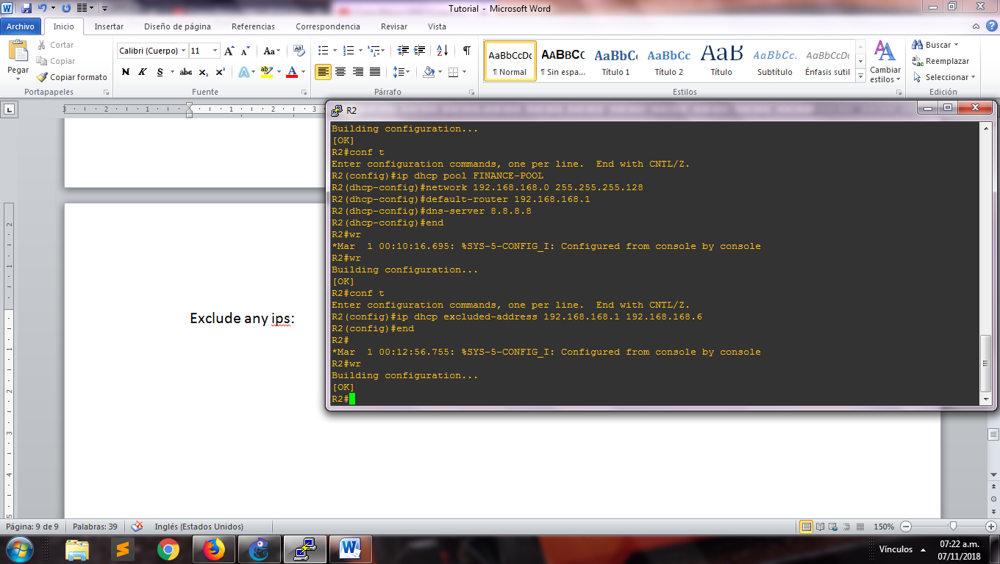 Tutorial - Microsoft Word
Archivo Inicio Insertar Diseño de página Referencias Correspondencia Revisar Vista
Pegar
Cortar
Copiar
Copiar formato
Portapapeles
Calibri (Cuerpo) 11
N K S abc x₂ x²
Fuente
Párrafo
AaBbCcDc AaBbCc AaBbCc AaBbCc AaB AaBbCc. AaBbCcDc
¶ Normal ¶ Sin espa... Título 1 Título 2 Título Subtítulo Énfasis sutil
Cambiar estilos
Estilos
Buscar
Reemplazar
Seleccionar
Edición
3 2 1 1 2 3
R2
Building configuration...
[OK]
R2#conf t
Enter configuration commands, one per line.  End with CNTL/Z.
R2(config)#ip dhcp pool FINANCE-POOL
R2(dhcp-config)#network 192.168.168.0 255.255.255.128
R2(dhcp-config)#default-router 192.168.168.1
R2(dhcp-config)#dns-server 8.8.8.8
R2(dhcp-config)#end
R2#wr
*Mar  1 00:10:16.695: %SYS-5-CONFIG_I: Configured from console by console
R2#wr
Building configuration...
[OK]
R2#conf t
Enter configuration commands, one per line.  End with CNTL/Z.
R2(config)#ip dhcp excluded-address 192.168.168.1 192.168.168.6
R2(config)#end
R2#
*Mar  1 00:12:56.755: %SYS-5-CONFIG_I: Configured from console by console
R2#wr
Building configuration...
[OK]
R2#
Exclude any ips:
Página: 9 de 9 Palabras: 39 Inglés (Estados Unidos) 150%
Vínculos
07:22 a.m.
07/11/2018